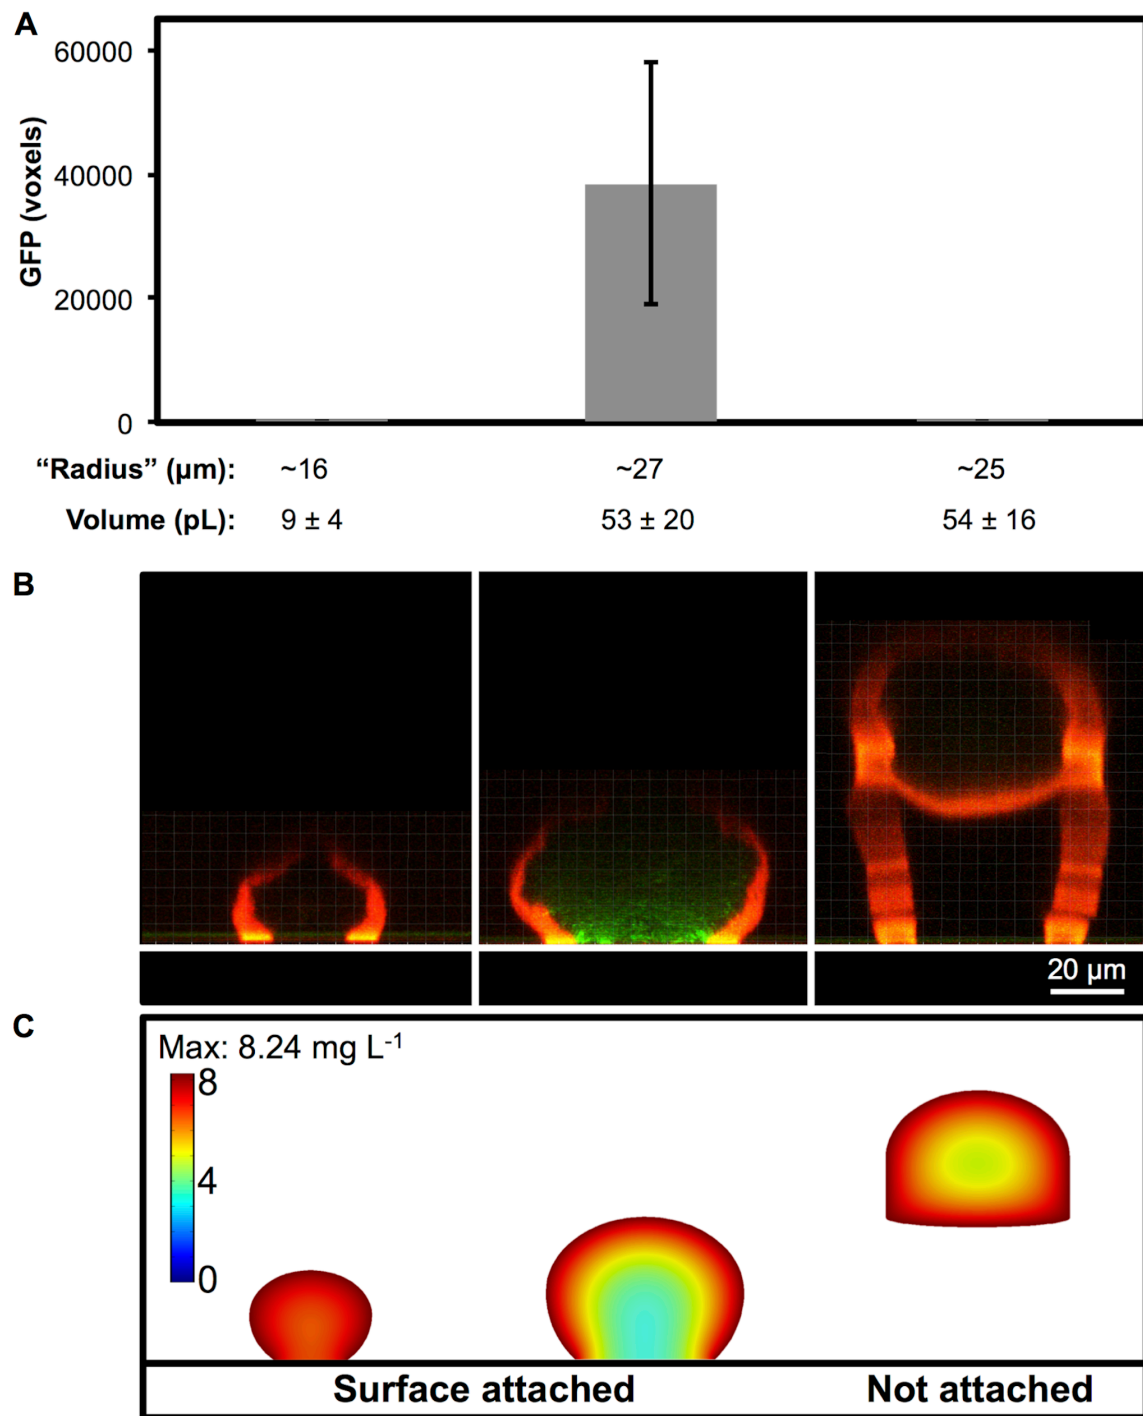 A
60000
40000
20000
0
GFP (voxels)
“Radius” (μm): ~16 ~27 ~25
Volume (pL): 9 ± 4 53 ± 20 54 ± 16
B
20 μm
C
Max: 8.24 mg L⁻¹
8
4
0
Surface attached Not attached